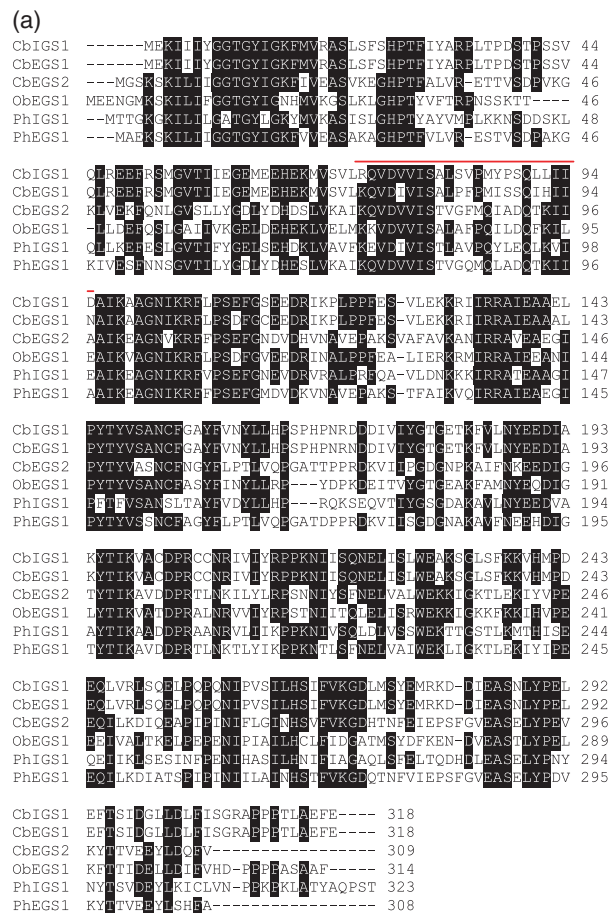 (a)
CbIGS1 ------MEKIIIYGGTGYIGKFMVRASLSFSHPTFIYARPLTPDSTPSSV 44
CbEGS1 ------MEKIIIYGGTGYIGKFMVRASLSFSHPTFIYARPLTPDSTPSSV 44
CbEGS2 ---MGSKSKILIIGGTGYIGKFIVEASVKEGHPTFALVR-ETTVSDPVKG 46
ObEGS1 MEENGMKSKILIFGGTGYIGNHMVKGSLKLGHPTYVFTRPNSSKTT---- 46
PhIGS1 -MTTGKGKILILGATGYLGKYMVKASISLGHPTYAYVMPLKKNSDDSKL 48
PhEGS1 ---MAEKSKILIIGGTGYIGKFVVEASAKAGHPTFVLVR-ESTVSDPAKG 46
CbIGS1 QLREEFRSMGVTIIEGEMEEHEKMVSVLRQVDVVISALSVPMYPSQLLII 94
CbEGS1 QLREEFRSMGVTIIEGEMEEHEKMVSVLRQVDVVISALPFPMISSQIHII 94
CbEGS2 KLVEKFQNLGVSLLYGDLYDHDSLVKAIKQVDVVISTVGFMQIADQTKII 96
ObEGS1 -LLDEFQSLGAIIVKGELDEHEKLVELMKKVDVVISALAFPQILDQFKIL 95
PhIGS1 QLLKEFESLGVTIFYGELSEHDKLVAVFKEVDIVISTLAVPQYLEQLKVI 98
PhEGS1 KIVESFNNSGVTILYGDLYDHESLVKAIKQVDVVISTVGQMQLADQTKII 96
CbIGS1 DAIKAAGNIKRFLPSEFGSEEDRIKPLPPFES-VLEKKRIIRRAIEAAEL 143
CbEGS1 NAIKAAGNIKRFLPSDFGCEEDRIKPLPPFES-VLEKKRIIRRAIEAAEL 143
CbEGS2 AAIKEAGNVKRFFPSEFGNDVDHVNAVEPAKSVAFAVKANIRRAVEAEGI 146
ObEGS1 EAIKVAGNIKRFLPSDFGVEEDRINALPPFEA-LIERKRMIRRAIEEANI 144
PhIGS1 DAIKVAGNIKRFVPSEFGNEVDRVRALPRFQA-VLDNKKKIRRATEAAGI 147
PhEGS1 AAIKEAGNIKRFFPSEFGMDVDKVNAVEPAKS-TFAIKVQIRRAIEAEGI 145
CbIGS1 PYTYVSANCFGAYFVNYLLHPSPHPNRDDDIVIYGTGETKFVLNYEEDIA 193
CbEGS1 PYTYVSANCFGAYFVNYLLHPSPHPNRNDDIVIYGTGETKFVLNYEEDIA 193
CbEGS2 PYTYVASNCFNGYFLPTLVQPGATTPPRDKVILPGDGNPKAIFNKEEDIG 196
ObEGS1 PYTYVSANCFASYFINYLLRP---YDPKDEITVYGTGEAKFAMNYEQDIG 191
PhIGS1 PFTFVSANSLTAYFVDYLLHP---RQKSEQVTIYGSGDAKAVLNYEEDVA 194
PhEGS1 PYTYVSSNCFAGYFLPTLVQPGATDPPRDKVIISGDGNAKAVFNEEHDIG 195
CbIGS1 KYTIKVACDPRCCNRIVIYRPPKNIISQNELISLWEAKSGLSFKKVHMPD 243
CbEGS1 KYTIKVACDPRCCNRIVIYRPPKNIISQNELISLWEAKSGLSFKKVHMPD 243
CbEGS2 TYTIKAVDDPRTLNKILYLRPSNNIYSFNELVALWEKKIGKTLEKIYVPE 246
ObEGS1 LYTIKVATDPRALNRVVIYRPSTNIITQLELISRWEKKIGKKFKKIHVPE 241
PhIGS1 AYTIKAADDPRAANRVLIIKPPKNIVSQLDLVSSWEKTTGSTLKMTHISE 244
PhEGS1 TYTIKAVDDPRTLNKTLYIKPPKNTLSFNELVAIWEKLIGKTLEKIYIPE 245
CbIGS1 EQLVRLSQELPQPQNIPVSILHSIFVKGDLMSYEMRKD-DIEASNLYPEL 292
CbEGS1 EQLVRLSQELPQPQNIPVSILHSIFVKGDLMSYEMRKD-DIEASNLYPEL 292
CbEGS2 EQILKDIQEAPIPINIFLGINHSVFVKGDHTNFEIEPSFGVEASELYPEV 296
ObEGS1 EEIVALTKELPEPENIPIAILHCLFIDGATMSYDFKEN-DVEASTLYPEL 289
PhIGS1 QEIIKLSESINFPENIHASILHNIFIAGAQLSFELTQDHDLEASELYPNY 294
PhEGS1 EQILKDIATSPIPINIILAINHSTFVKGDQTNFVIEPSFGVEASELYPDV 295
CbIGS1 EFTSIDGLLDLFISGRAPPPTLAEFE---- 318
CbEGS1 EFTSIDGLLDLFISGRAPPPTLAEFE---- 318
CbEGS2 KYTTVEEYLDQFV----------------- 309
ObEGS1 KFTTIDELLDIFVHD-PPPPASAAF----- 314
PhIGS1 NYTSVDEYLKICLVN-PPKPKLATYAQPST 323
PhEGS1 KYTTVEEYLSHFA----------------- 308